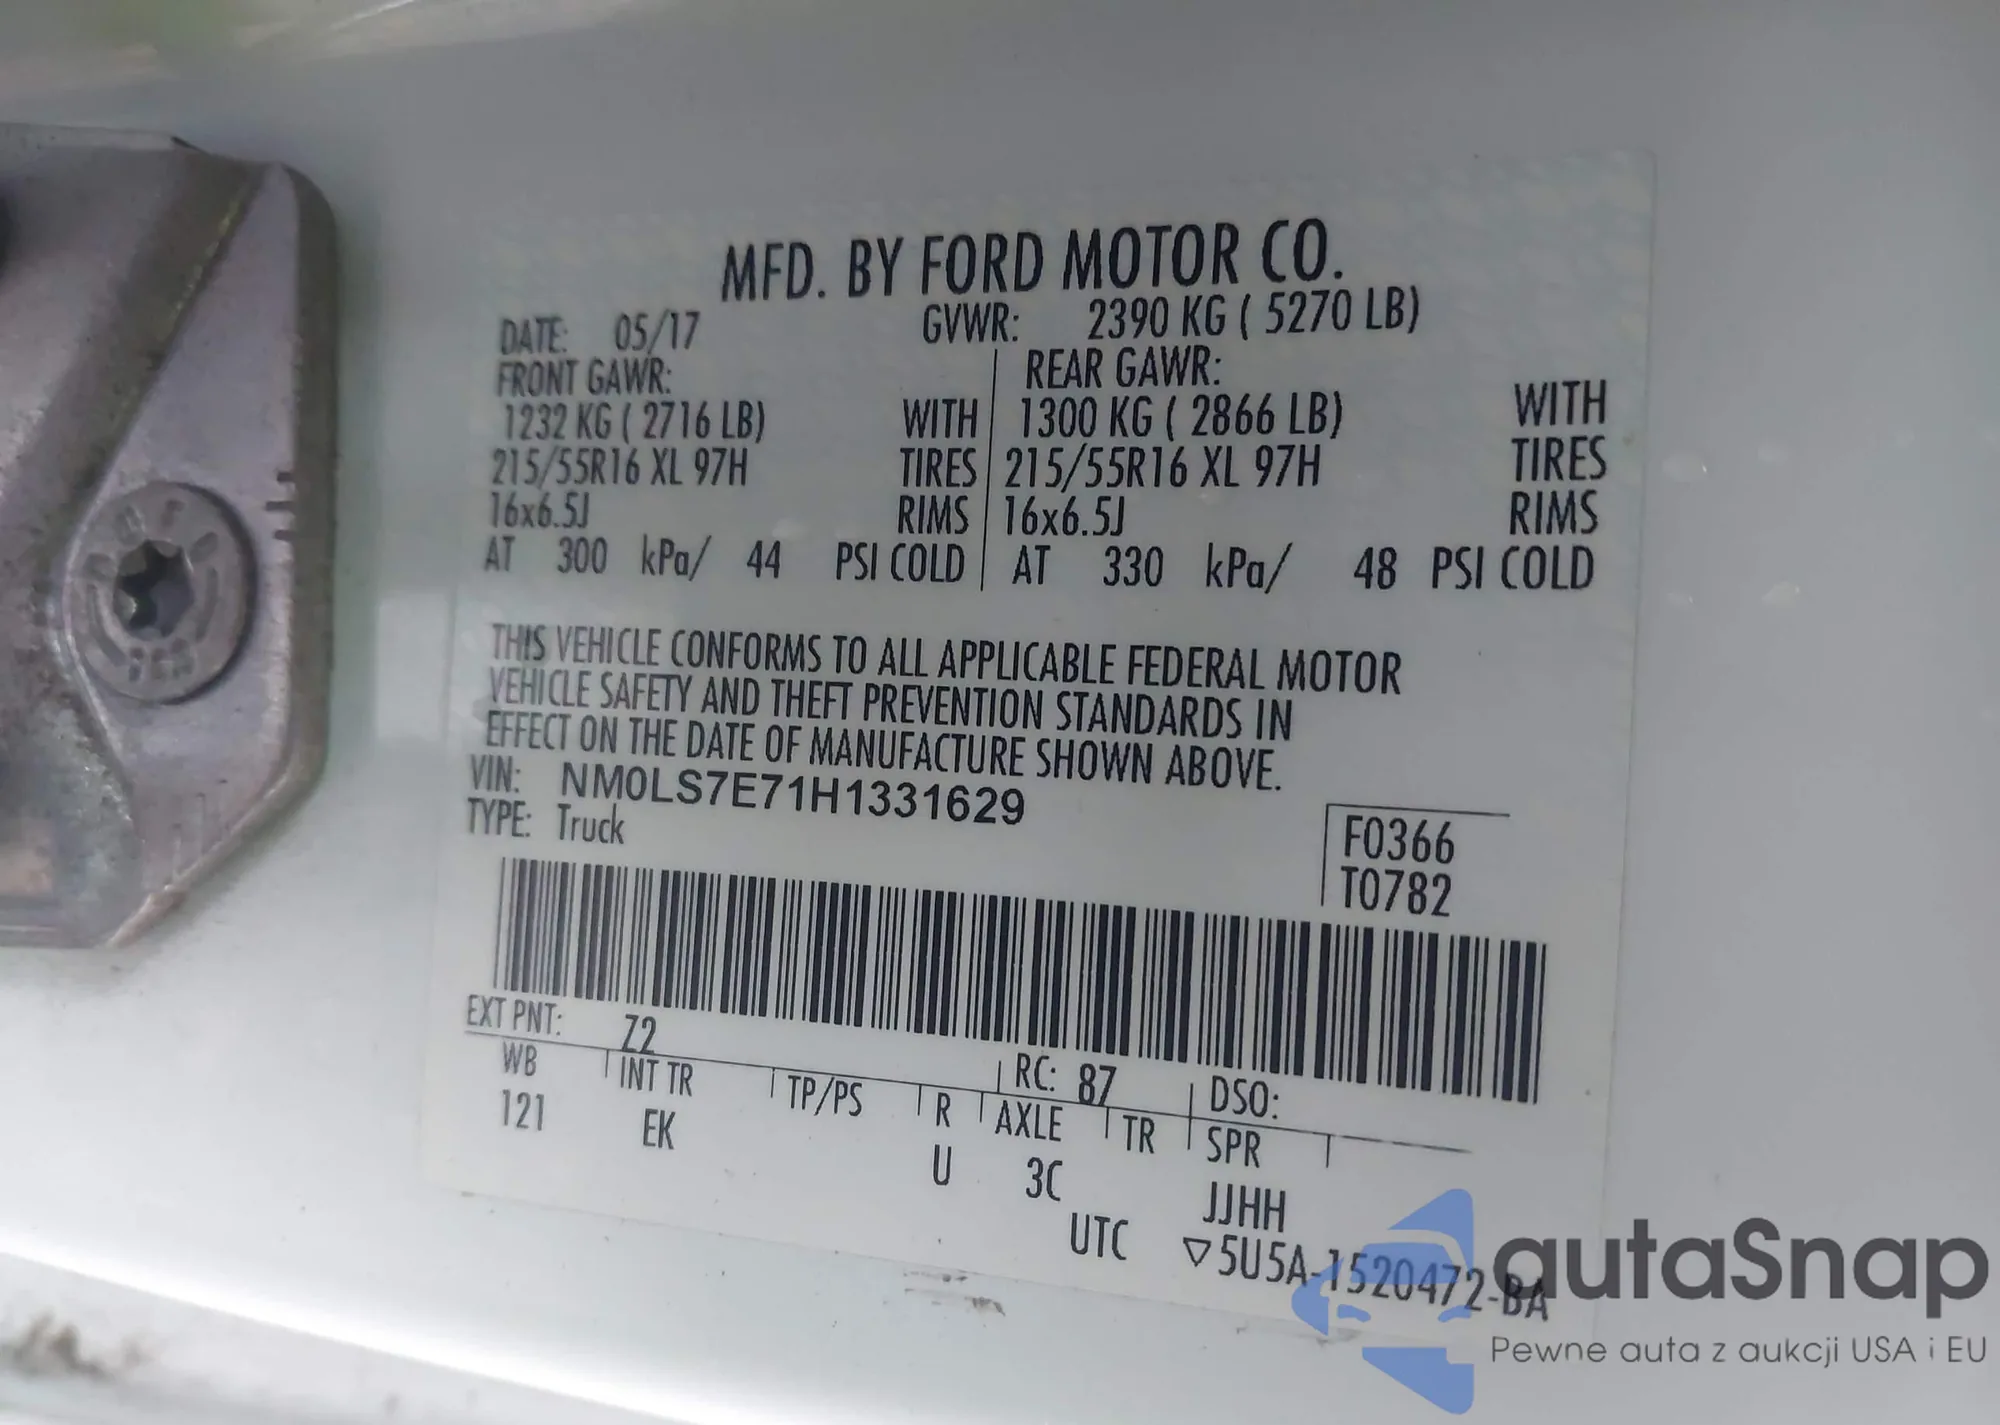 MFD. BY FORD MOTOR CO.
DATE: 05/17 GVWR: 2390 KG ( 5270 LB)
FRONT GAWR: REAR GAWR:
1232 KG ( 2716 LB) WITH 1300 KG ( 2866 LB) WITH
215/55R16 XL 97H TIRES 215/55R16 XL 97H TIRES
16x6.5J RIMS 16x6.5J RIMS
AT 300 kPa/ 44 PSI COLD AT 330 kPa/ 48 PSI COLD
THIS VEHICLE CONFORMS TO ALL APPLICABLE FEDERAL MOTOR
VEHICLE SAFETY AND THEFT PREVENTION STANDARDS IN
EFFECT ON THE DATE OF MANUFACTURE SHOWN ABOVE.
VIN: NM0LS7E71H1331629
TYPE: Truck
F0366
T0782
EXT PNT: Z2 RC: 87 DSO:
WB INT TR TP/PS R AXLE TR SPR
121 EK U 3C JJHH
UTC ▽5U5A-1520472-BA
autaSnap
Pewne auta z aukcji USA i EU